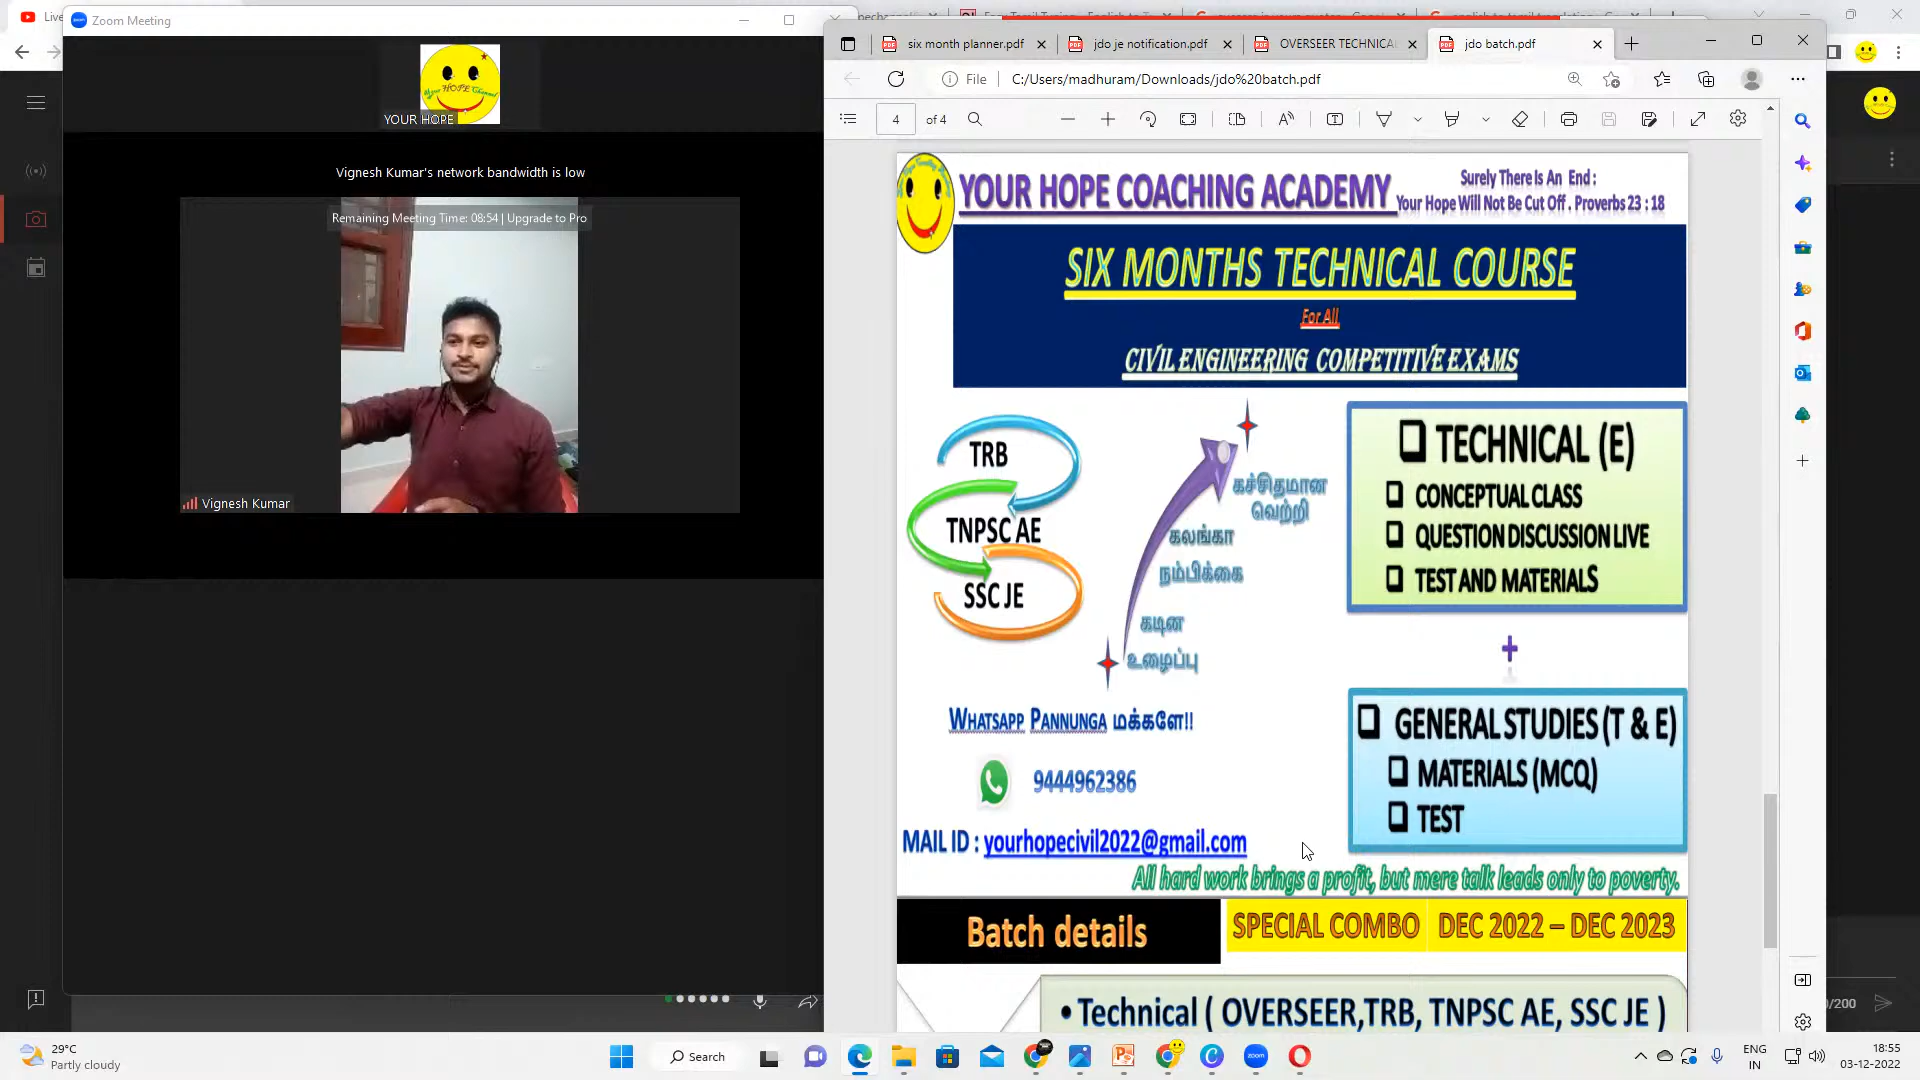 Live
Zoom Meeting
YOUR HOPE
Vignesh Kumar's network bandwidth is low
Remaining Meeting Time: 08:54 | Upgrade to Pro
Vignesh Kumar
six month planner.pdf
jdo je notification.pdf
OVERSEER TECHNICAL
jdo batch.pdf
File
C:/Users/madhuram/Downloads/jdo%20batch.pdf
4 of 4
YOUR HOPE COACHING ACADEMY
Surely There Is An End :
Your Hope Will Not Be Cut Off . Proverbs 23 : 18
SIX MONTHS TECHNICAL COURSE
For All
CIVIL ENGINEERING COMPETITIVE EXAMS
TRB
TNPSC AE
SSC JE
கச்சிதமான
வெற்றி
கலங்கா
நம்பிக்கை
கடின
உழைப்பு
TECHNICAL (E)
CONCEPTUAL CLASS
QUESTION DISCUSSION LIVE
TEST AND MATERIALS
+
GENERAL STUDIES (T & E)
MATERIALS (MCQ)
TEST
WHATSAPP PANNUNGA மக்களே!!
9444962386
MAIL ID : yourhopecivil2022@gmail.com
All hard work brings a profit, but mere talk leads only to poverty.
Batch details
SPECIAL COMBO DEC 2022 – DEC 2023
• Technical ( OVERSEER,TRB, TNPSC AE, SSC JE )
/200
29°C
Partly cloudy
Search
ENG
IN
18:55
03-12-2022